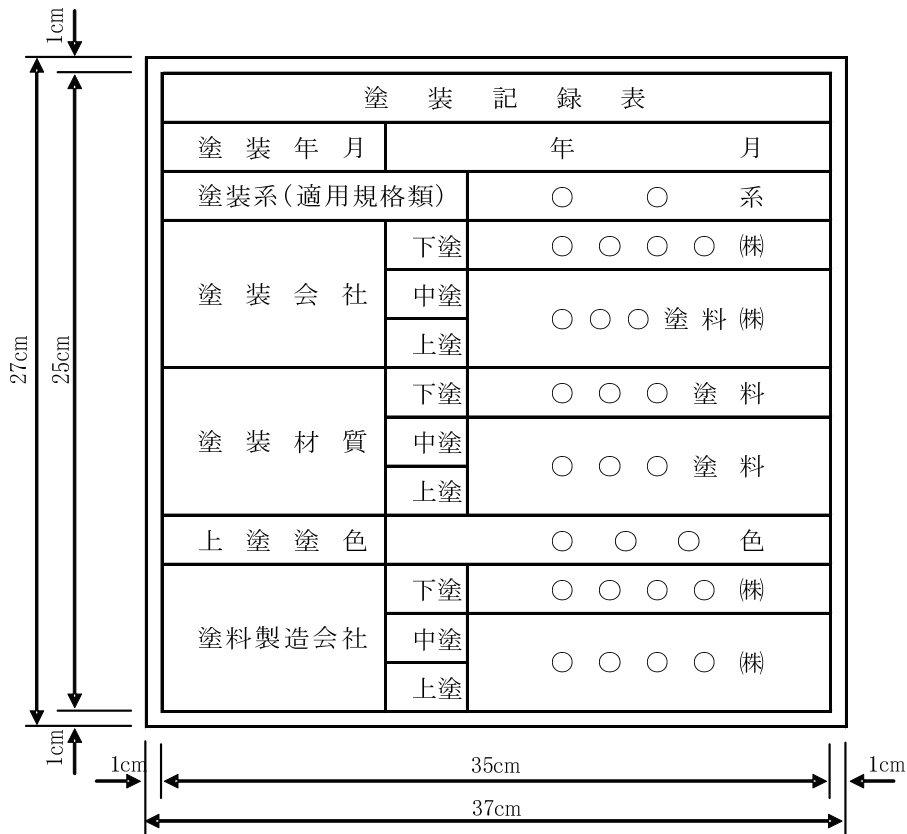 1cm
塗装記録表
塗装年月 年 月
塗装系(適用規格類) ○ ○ 系
塗装会社 下塗 ○○○○㈱
中塗 ○○○塗料㈱
上塗
塗装材質 下塗 ○○○塗料
中塗 ○○○塗料
上塗
上塗塗色 ○○○色
塗料製造会社 下塗 ○○○○㈱
中塗 ○○○○㈱
上塗
27cm
25cm
1cm
1cm 35cm 1cm
37cm